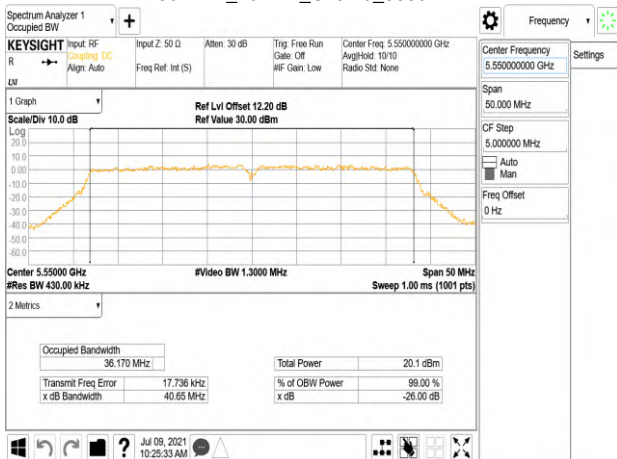 Spectrum Analyzer 1
Occupied BW
+
Frequency
KEYSIGHT
R
Input: RF
Coupling: DC
Align: Auto
Input Z: 50 Ω
Freq Ref: Int (S)
Atten: 30 dB
Trig: Free Run
Gate: Off
#IF Gain: Low
Center Freq: 5.550000000 GHz
Avg|Hold: 10/10
Radio Std: None
Center Frequency
5.550000000 GHz
Settings
Span
50.000 MHz
CF Step
5.000000 MHz
Auto
Man
Freq Offset
0 Hz
1 Graph
Scale/Div 10.0 dB
Ref Lvl Offset 12.20 dB
Ref Value 30.00 dBm
Log
20.0
10.0
0.00
-10.0
-20.0
-30.0
-40.0
-50.0
-60.0
Center 5.55000 GHz
#Res BW 430.00 kHz
#Video BW 1.3000 MHz
Span 50 MHz
Sweep 1.00 ms (1001 pts)
2 Metrics
Occupied Bandwidth
36.170 MHz
Total Power 20.1 dBm
Transmit Freq Error 17.736 kHz
% of OBW Power 99.00 %
x dB Bandwidth 40.65 MHz
x dB -26.00 dB
?
Jul 09, 2021
10:25:33 AM